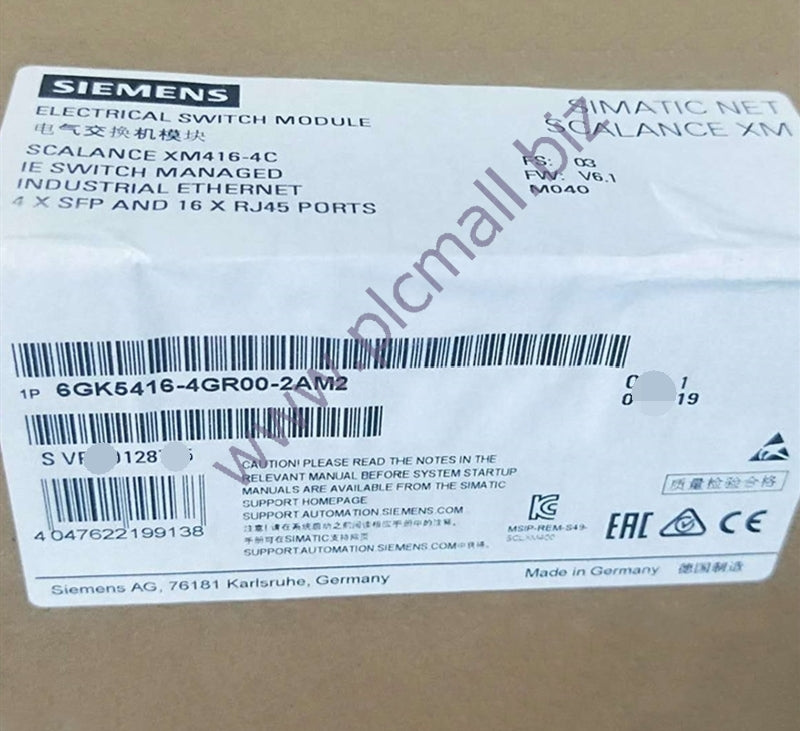 SIEMENS
ELECTRICAL SWITCH MODULE
电气交换机模块
SCALANCE XM416-4C
IE SWITCH MANAGED
INDUSTRIAL ETHERNET
4 X SFP AND 16 X RJ45 PORTS
SIMATIC NET
SCALANCE XM
FS: 03
FW: V6.1
M040
www.plcmall.biz
1P 6GK5416-4GR00-2AM2
1
19
S
0128
4 047622 199138
CAUTION! PLEASE READ THE NOTES IN THE
RELEVANT MANUAL BEFORE SYSTEM STARTUP
MANUALS ARE AVAILABLE FROM THE SIMATIC
SUPPORT HOMEPAGE
SUPPORT.AUTOMATION.SIEMENS.COM
注意!请在系统启动之前阅读相应手册中的注释。
手册可在SIMATIC支持网页
SUPPORT.AUTOMATION.SIEMENS.COM中获得。
MSIP-REM-S49-
SCLXM400
质量检验合格
EAC
CE
Siemens AG, 76181 Karlsruhe, Germany
Made in Germany 德国制造